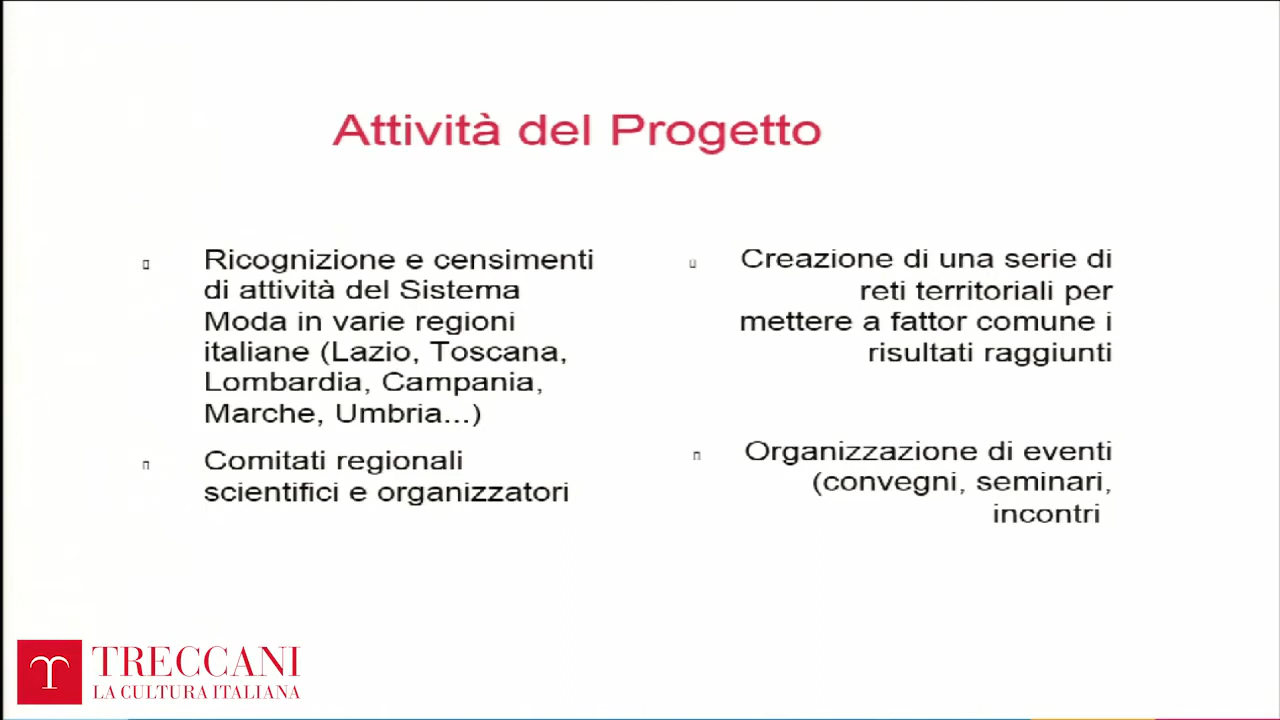 Attività del Progetto
Ricognizione e censimenti
di attività del Sistema
Moda in varie regioni
italiane (Lazio, Toscana,
Lombardia, Campania,
Marche, Umbria...)
Comitati regionali
scientifici e organizzatori
Creazione di una serie di
reti territoriali per
mettere a fattor comune i
risultati raggiunti
Organizzazione di eventi
(convegni, seminari,
incontri
TRECCANI
LA CULTURA ITALIANA